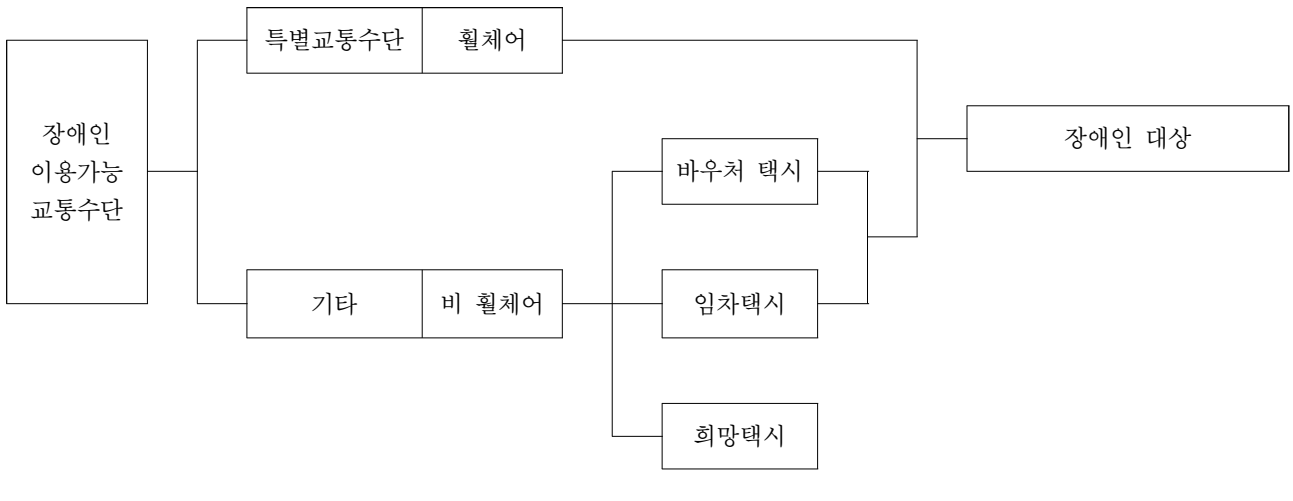 장애인
이용가능
교통수단
특별교통수단
휠체어
기타
비 휠체어
바우처 택시
임차택시
희망택시
장애인 대상